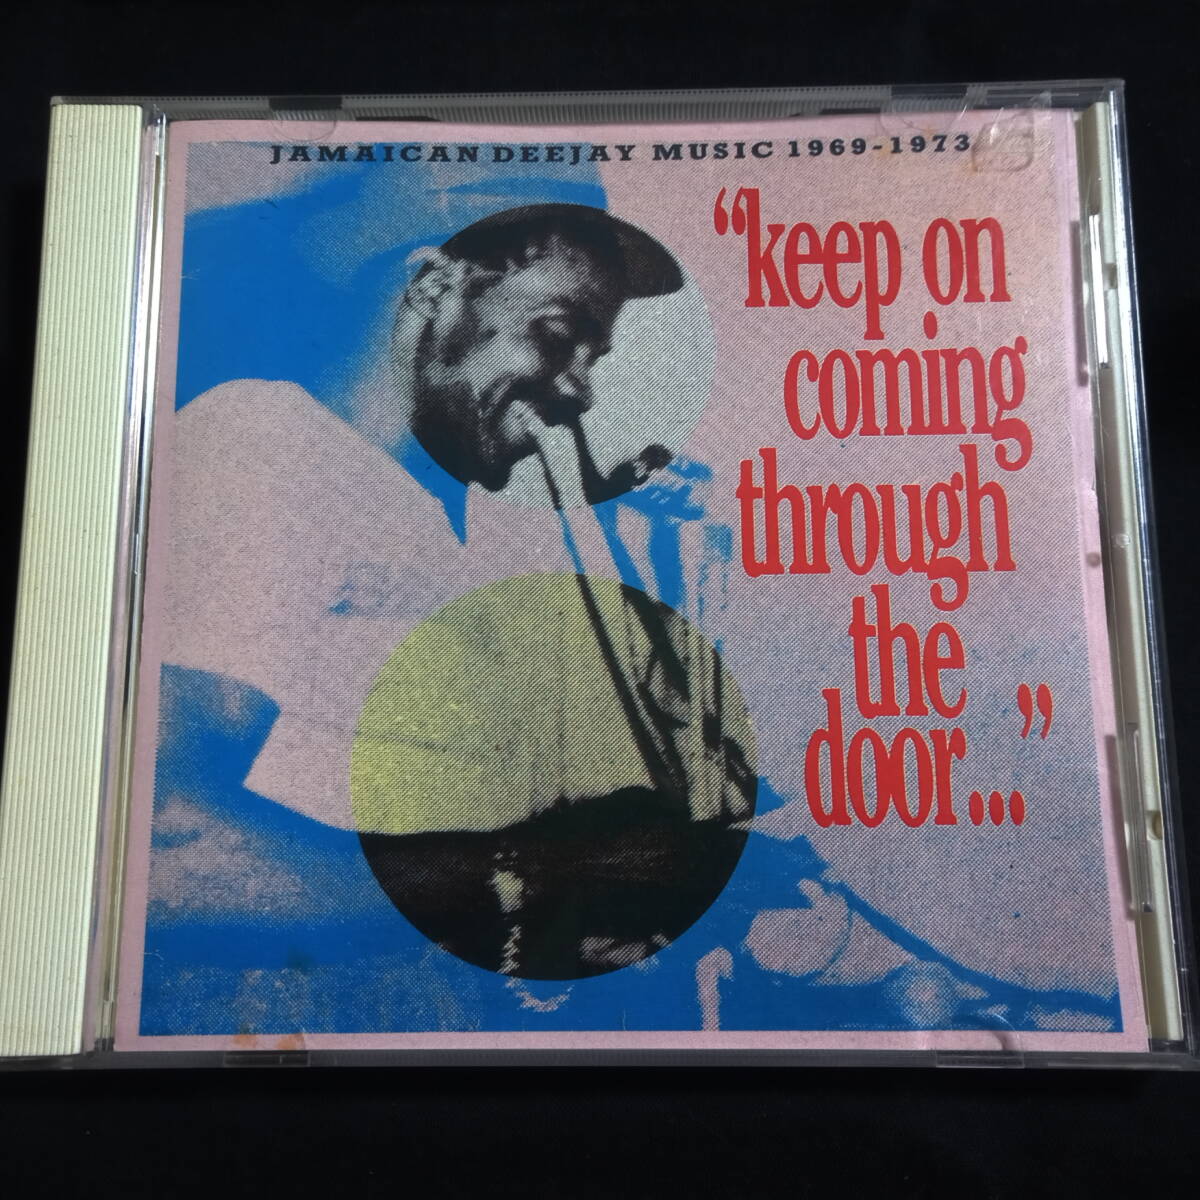 JAMAICAN DEEJAY MUSIC 1969-1973
“keep on
coming
through
the
door...”